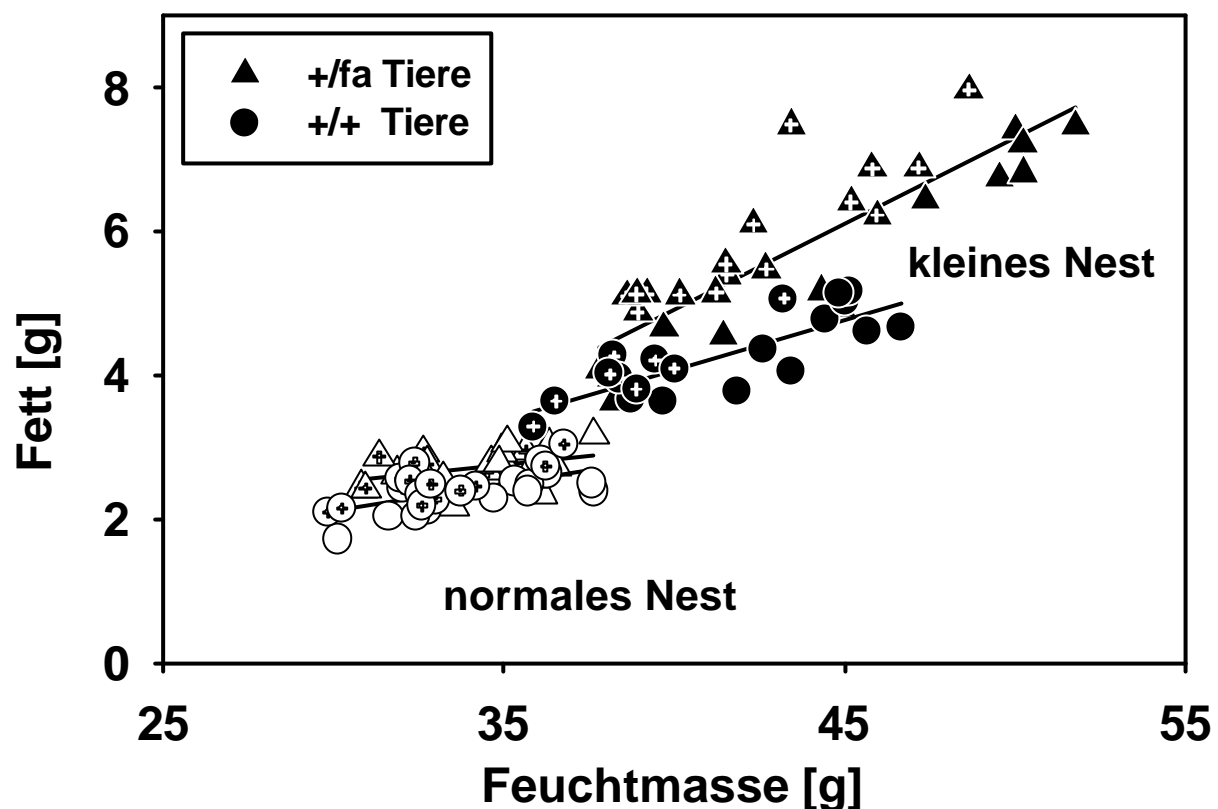 +/fa Tiere
+/+ Tiere
8
6
4
2
0
Fett [g]
kleines Nest
normales Nest
25 35 45 55
Feuchtmasse [g]